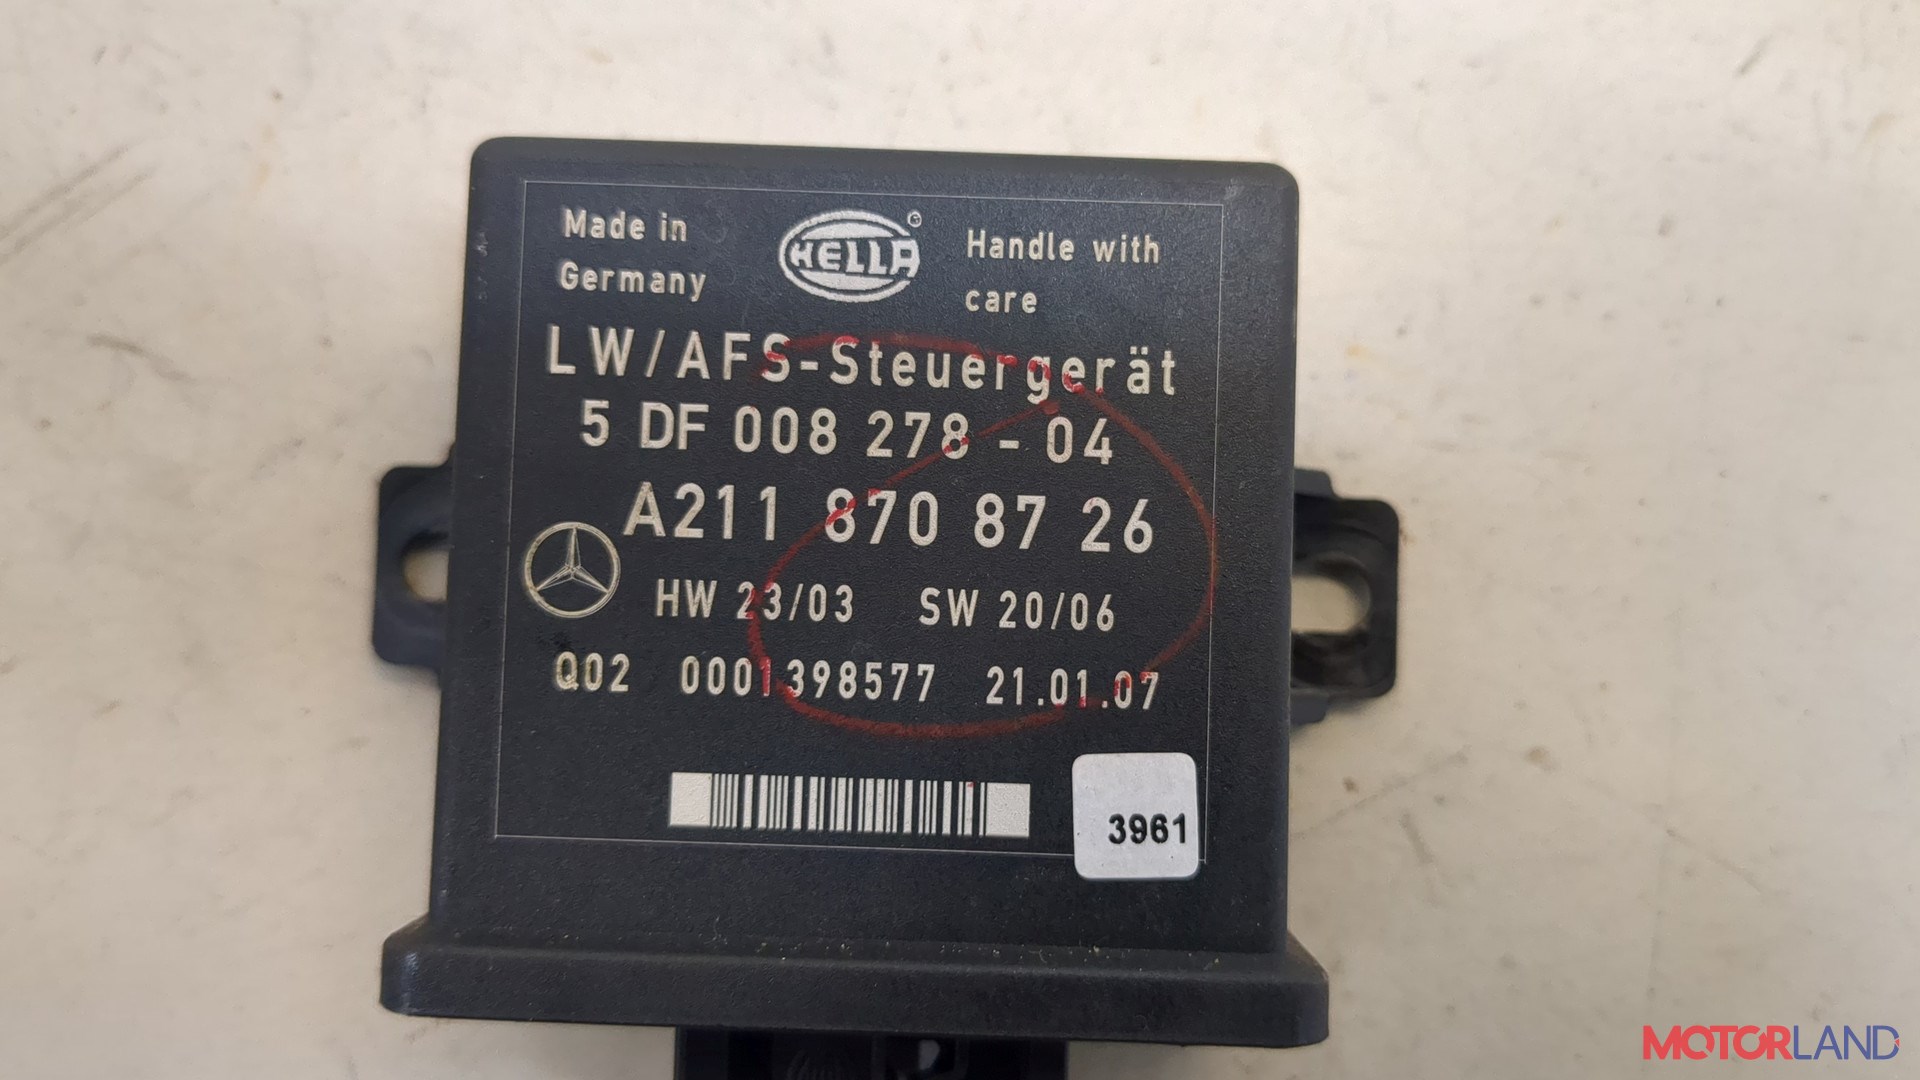 Made in
Germany
HELLA
Handle with
care
LW/AFS-Steuergerät
5 DF 008 278 - 04
A211 870 87 26
HW 23/03 SW 20/06
Q02 0001398577 21.01.07
3961
MOTORLAND